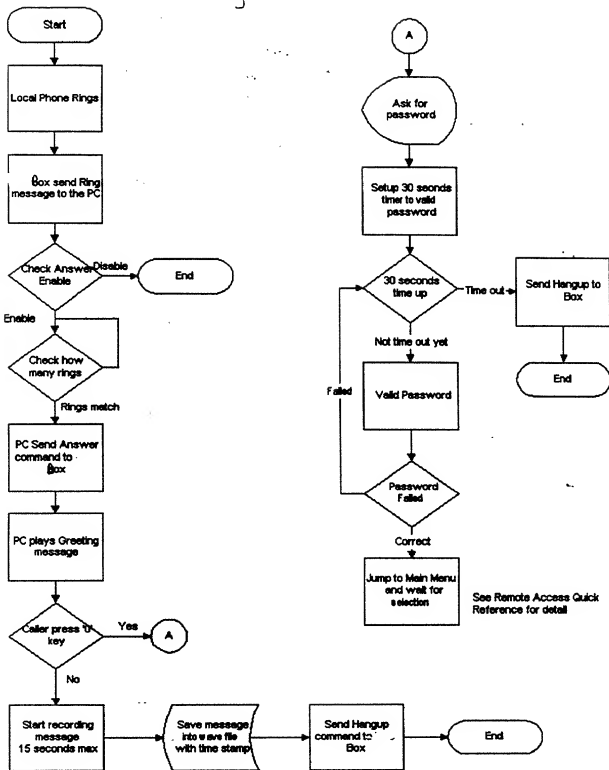 Start
Local Phone Rings
Box send Ring
message to the PC
Check Answer
Enable
Disable
End
Enable
Check how
many rings
Rings match
PC Send Answer
command to
Box
PC plays Greeting
message
Caller press "0"
key
Yes
A
No
Start recording
message
15 seconds max
Save message
into wave file
with time stamp
Send Hangup
command to
Box
End
A
Ask for
password
Setup 30 seonds
timer to valid
password
30 seconds
time up
Time out
Send Hangup to
Box
End
Not time out yet
Failed
Valid Password
Password
Failed
Correct
Jump to Main Menu
and wait for
selection
See Remote Access Quick
Reference for detail